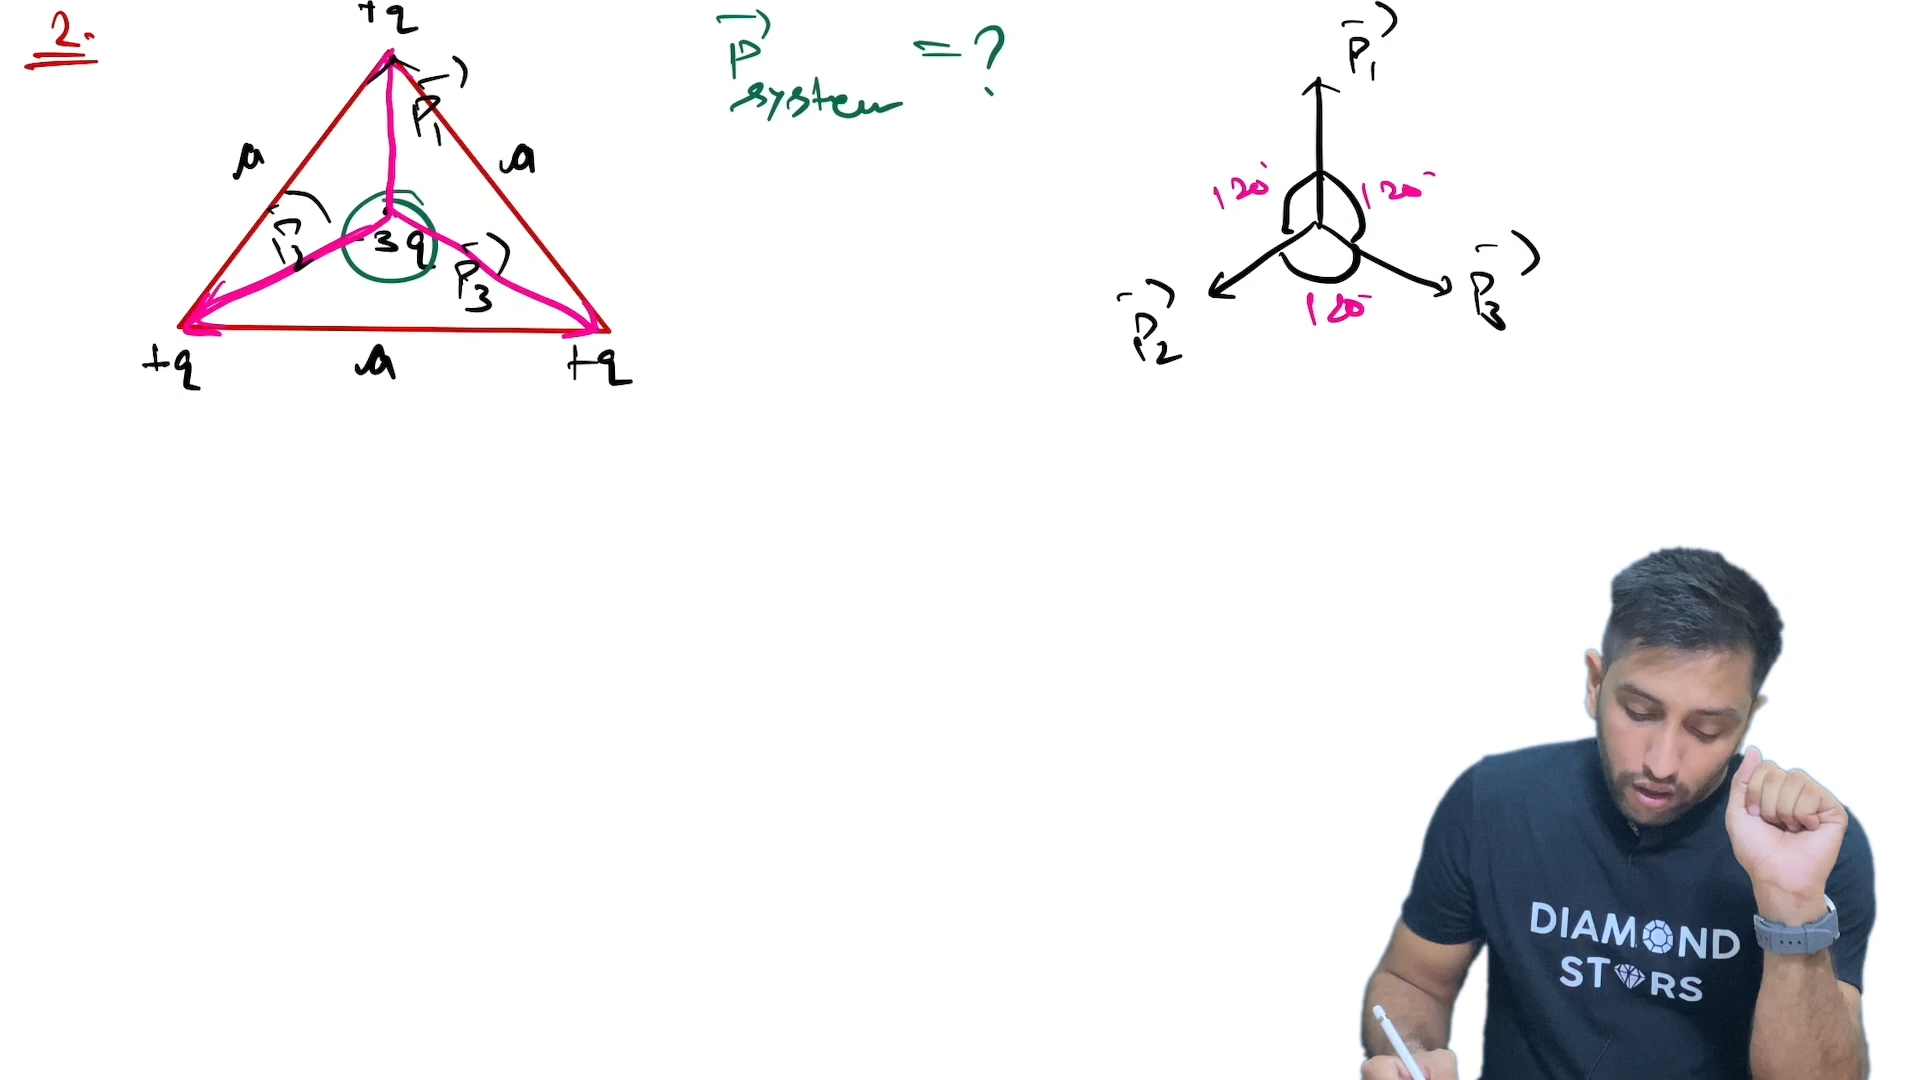 2.
+q
P₁
a
a
P₂
-3q
P₃
+q
a
+q
P system = ?
P₁
120°
120°
120°
P₂
P₃
DIAMOND
STARS